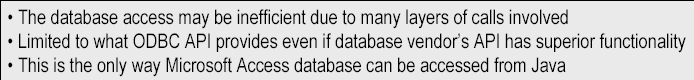 • The database access may be inefficient due to many layers of calls involved
• Limited to what ODBC API provides even if database vendor's API has superior functionality
• This is the only way Microsoft Access database can be accessed from Java